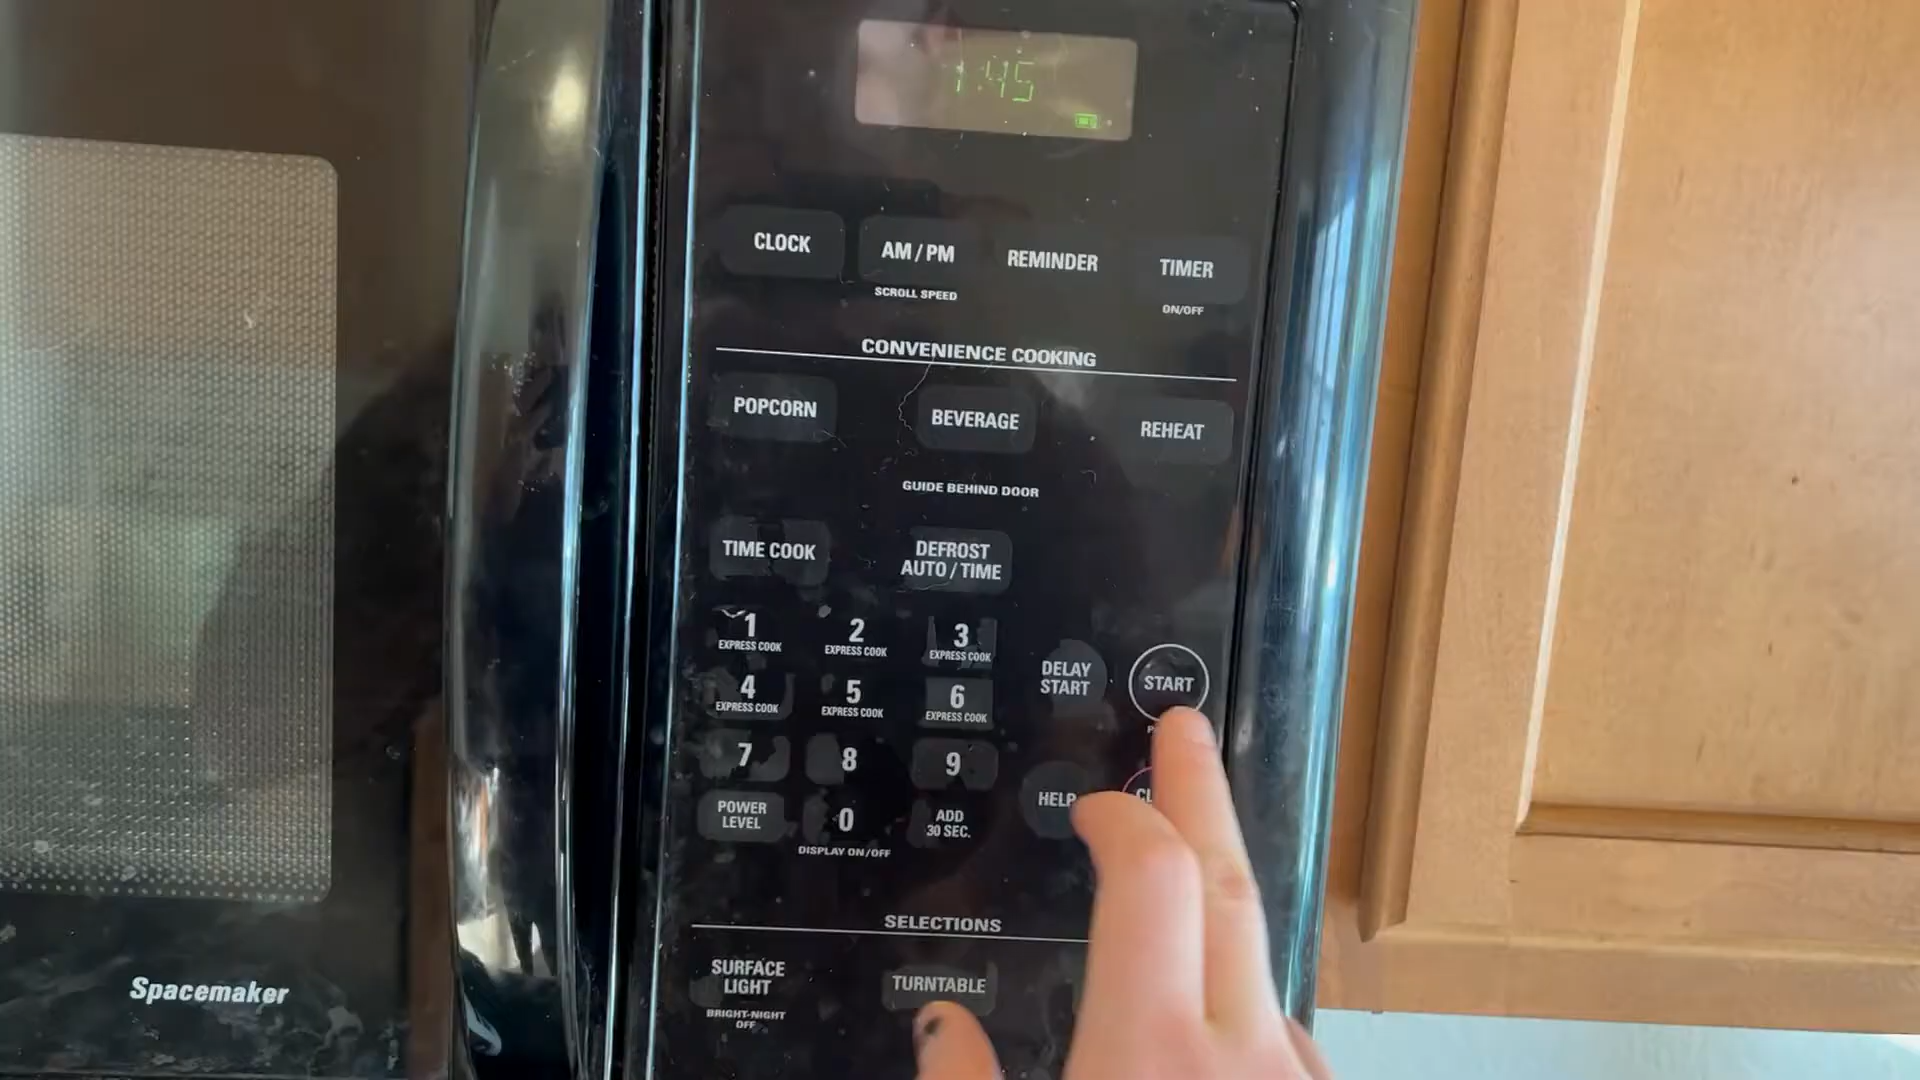 1:45
CLOCK
AM / PM
REMINDER
TIMER
SCROLL SPEED
ON/OFF
CONVENIENCE COOKING
POPCORN
BEVERAGE
REHEAT
GUIDE BEHIND DOOR
TIME COOK
DEFROST
AUTO / TIME
1
EXPRESS COOK
2
EXPRESS COOK
3
EXPRESS COOK
4
EXPRESS COOK
5
EXPRESS COOK
6
EXPRESS COOK
DELAY
START
START
7
8
9
HELP
POWER
LEVEL
0
ADD
30 SEC.
DISPLAY ON/OFF
SELECTIONS
SURFACE
LIGHT
TURNTABLE
BRIGHT-NIGHT
OFF
Spacemaker